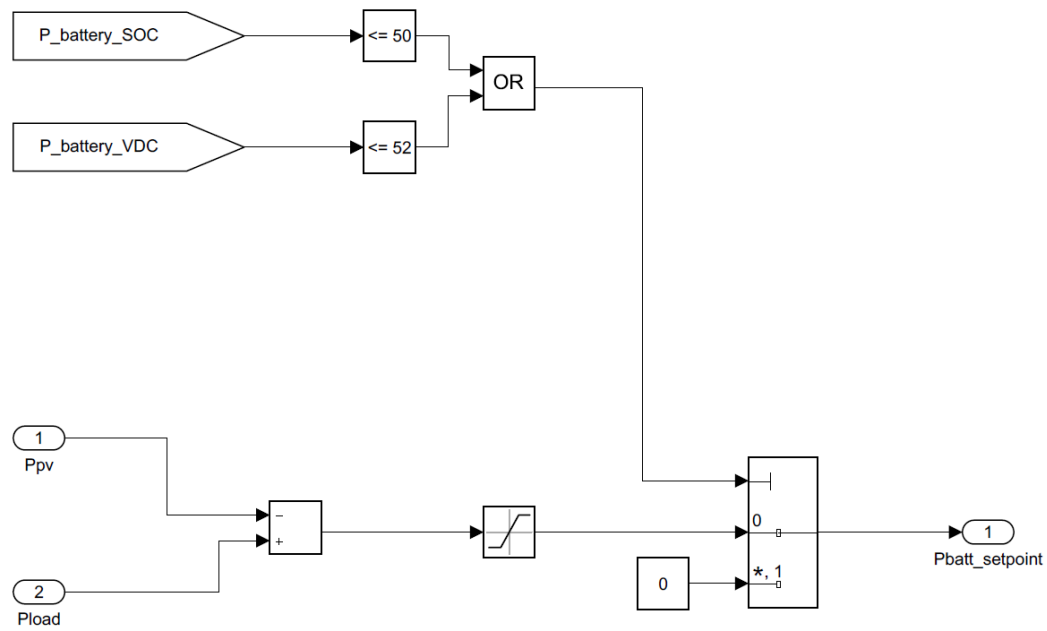 P_battery_SOC
<= 50
OR
P_battery_VDC
<= 52
1
Ppv
−
+
0
1
Pbatt_setpoint
0
*, 1
2
Pload